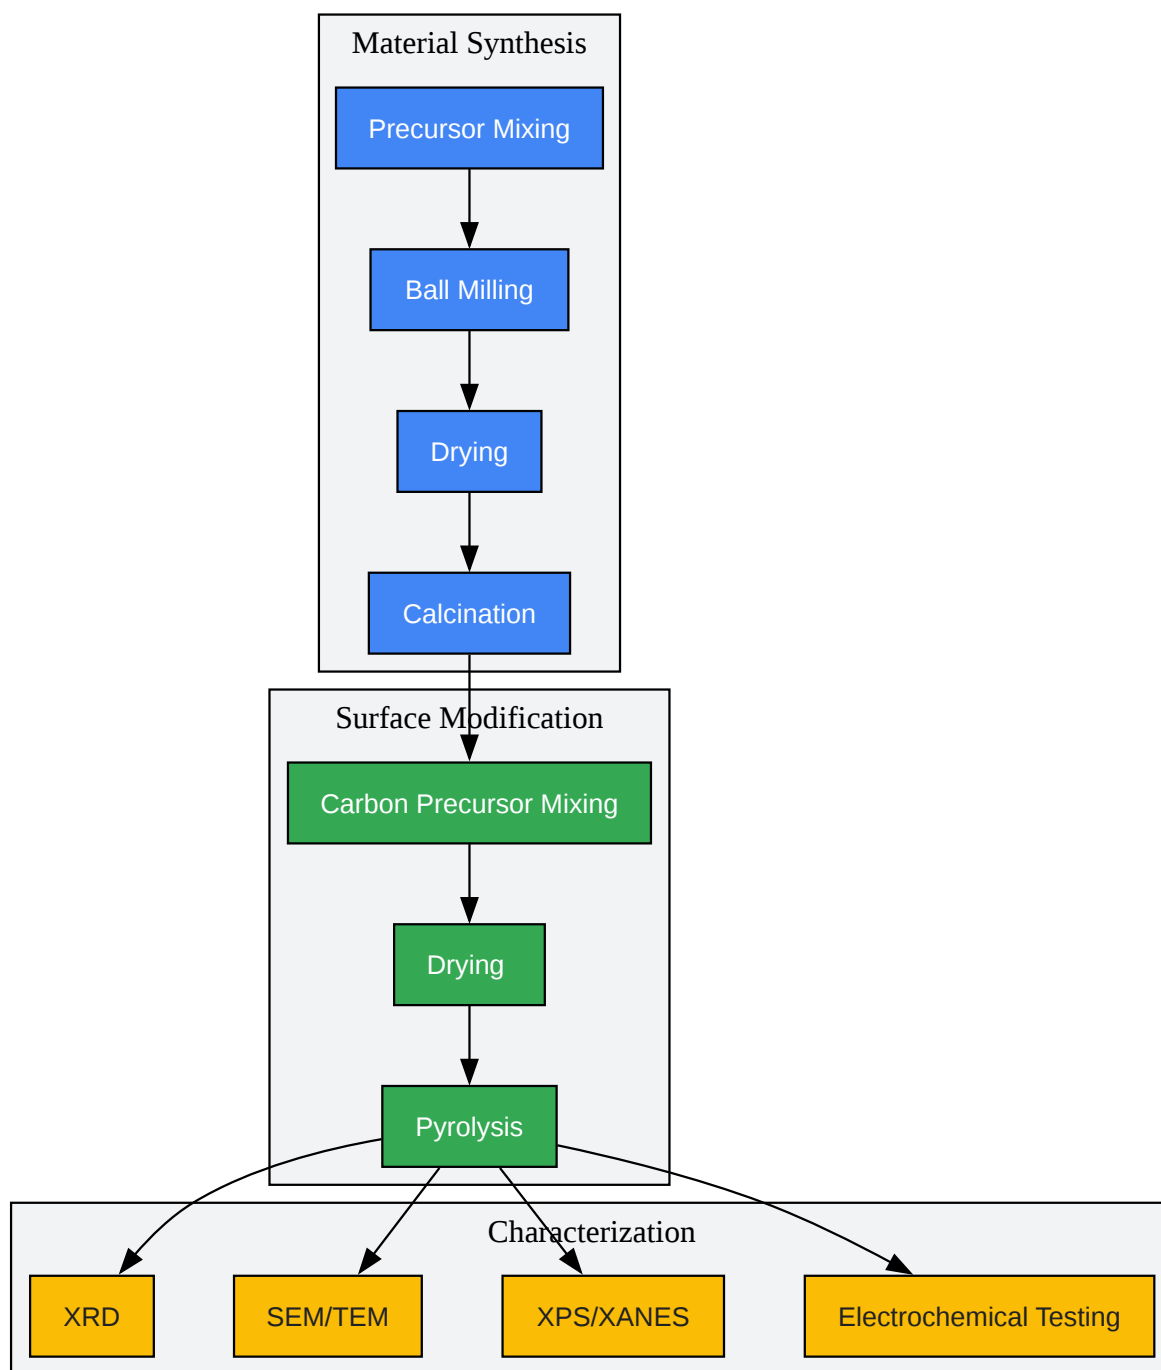 Material Synthesis
Precursor Mixing
Ball Milling
Drying
Calcination
Surface Modification
Carbon Precursor Mixing
Drying
Pyrolysis
Characterization
XRD
SEM/TEM
XPS/XANES
Electrochemical Testing